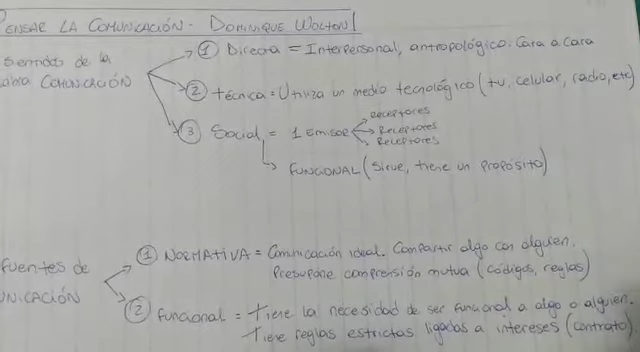 ENSAR LA COMUNICACIÓN - DOMINIQUE WOLTON
sentidos de la
COMUNICACIÓN
① Directa = Interpersonal, antropológico. Cara a Cara
② técnica = Utiliza un medio tecnológico (tv, celular, radio, etc)
③ Social = 1 EMISOR
RECEPTORES
RECEPTORES
RECEPTORES
FUNCIONAL (Sirve, tiene un propósito)
Fuentes de
NICACIÓN
① NORMATIVA = Comunicación ideal. Compartir algo con alguien.
Presupone comprensión mutua (códigos, reglas)
② Funcional = Tiene la necesidad de ser funcional a algo o alguien.
Tiene reglas estrictas ligadas a intereses (contrato).